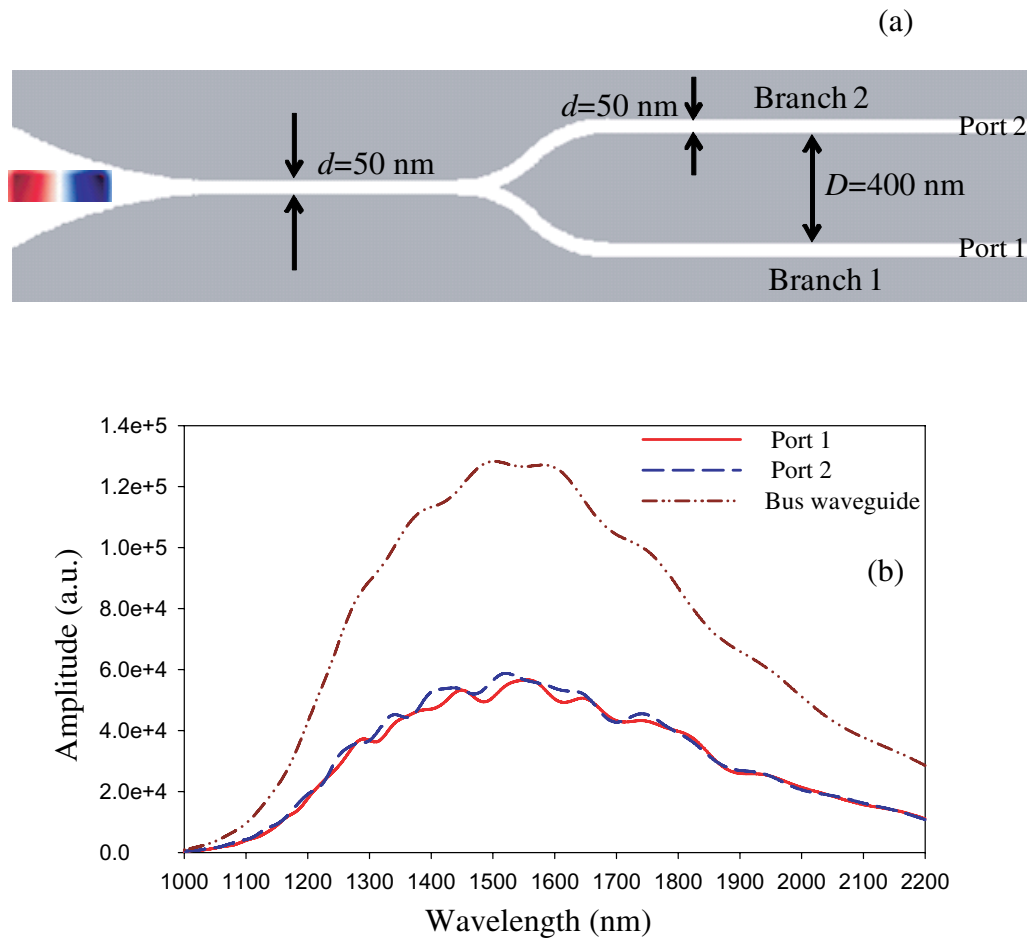 (a)
Branch 2
d=50 nm
Port 2
d=50 nm
D=400 nm
Port 1
Branch 1
1.4e+5
1.2e+5
1.0e+5
8.0e+4
6.0e+4
4.0e+4
2.0e+4
0.0
Amplitude (a.u.)
Port 1
Port 2
Bus waveguide
(b)
1000 1100 1200 1300 1400 1500 1600 1700 1800 1900 2000 2100 2200
Wavelength (nm)